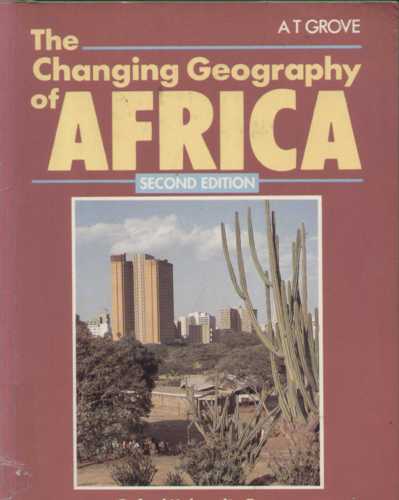 A T GROVE
The
Changing Geography
of AFRICA
SECOND EDITION